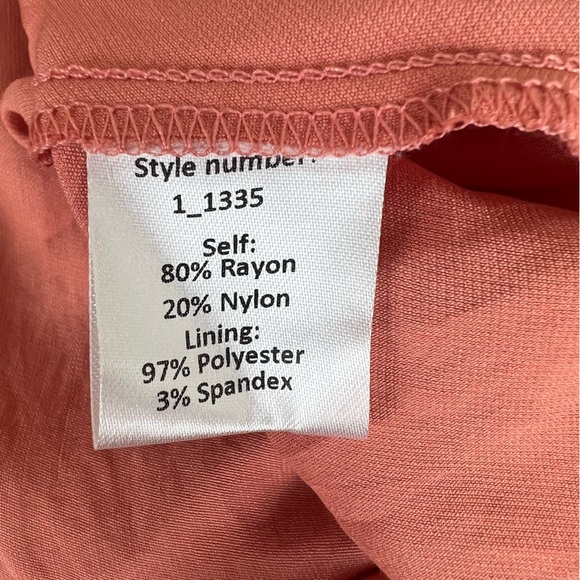 Style number:
1_1335
Self:
80% Rayon
20% Nylon
Lining:
97% Polyester
3% Spandex